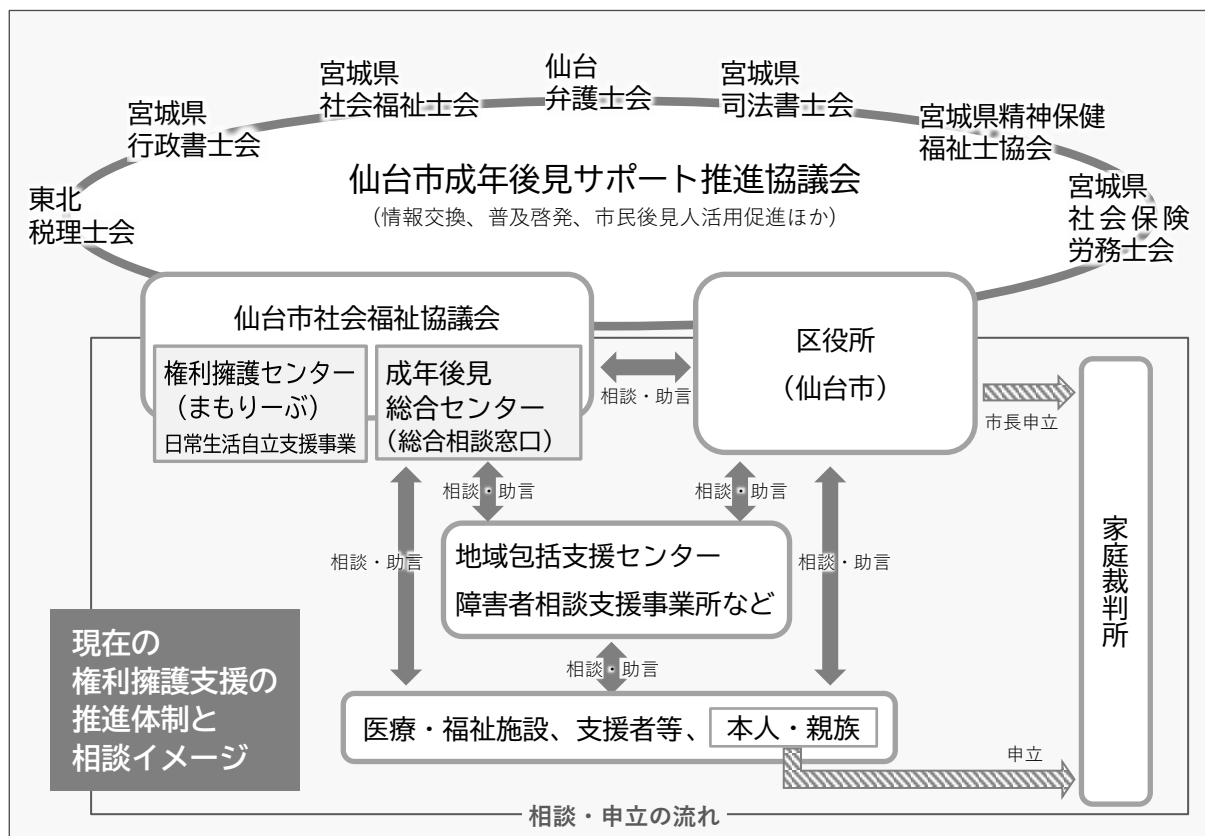 宮城県
社会福祉士会
仙台
弁護士会
宮城県
司法書士会
宮城県
行政書士会
宮城県精神保健
福祉士協会
東北
税理士会
宮城県
社会保険
労務士会
仙台市成年後見サポート推進協議会
（情報交換、普及啓発、市民後見人活用促進ほか）
仙台市社会福祉協議会
権利擁護センター
（まもりーぶ）
日常生活自立支援事業
成年後見
総合センター
（総合相談窓口）
相談・助言
区役所
（仙台市）
市長申立
相談・助言
相談・助言
相談・助言
地域包括支援センター
障害者相談支援事業所など
相談・助言
家庭裁判所
相談・助言
現在の
権利擁護支援の
推進体制と
相談イメージ
医療・福祉施設、支援者等、本人・親族
申立
相談・申立の流れ